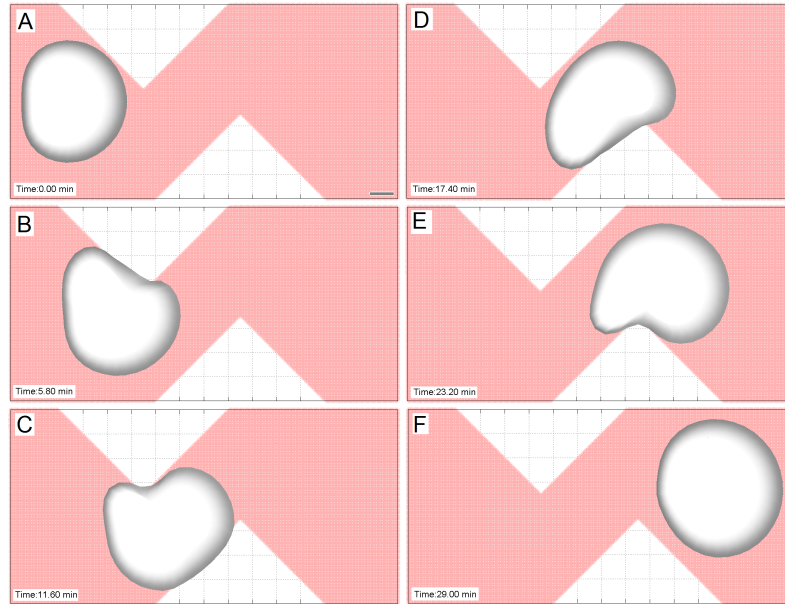 A
Time:0.00 min
B
Time:5.80 min
C
Time:11.60 min
D
Time:17.40 min
E
Time:23.20 min
F
Time:29.00 min